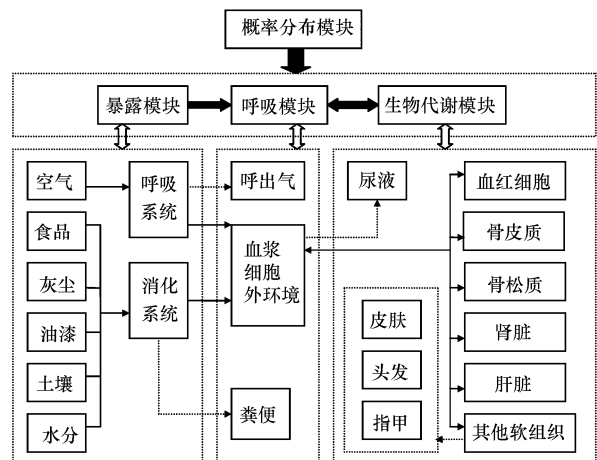 概率分布模块
暴露模块
呼吸模块
生物代谢模块
空气
食品
灰尘
油漆
土壤
水分
呼吸
系统
消化
系统
呼出气
血浆
细胞
外环境
粪便
尿液
皮肤
头发
指甲
血红细胞
骨皮质
骨松质
肾脏
肝脏
其他软组织